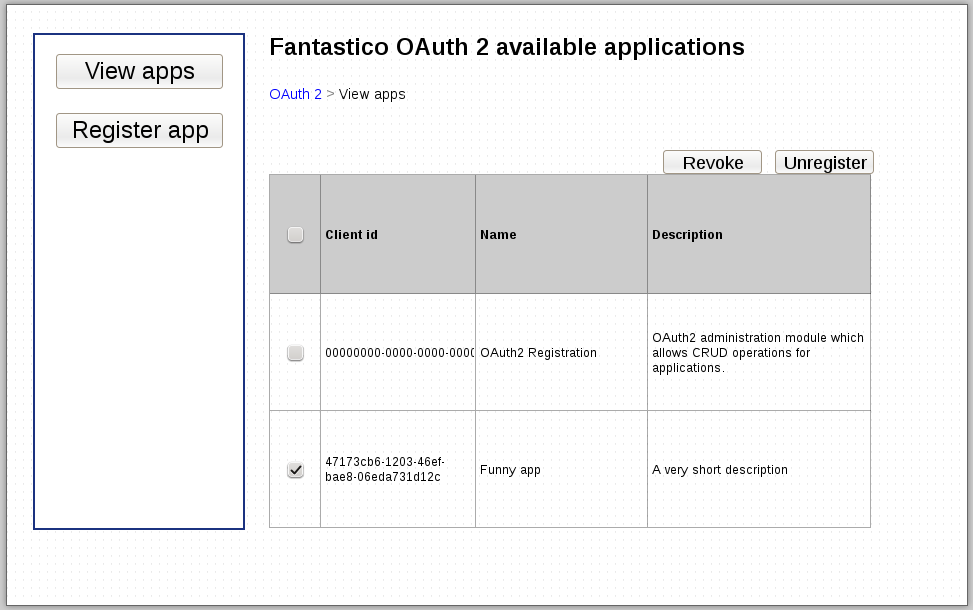 View apps
Register app
Fantastico OAuth 2 available applications
OAuth 2 > View apps
Revoke
Unregister
Client id
Name
Description
00000000-0000-0000-0000
OAuth2 Registration
OAuth2 administration module which
allows CRUD operations for
applications.
47173cb6-1203-46ef-
bae8-06eda731d12c
Funny app
A very short description